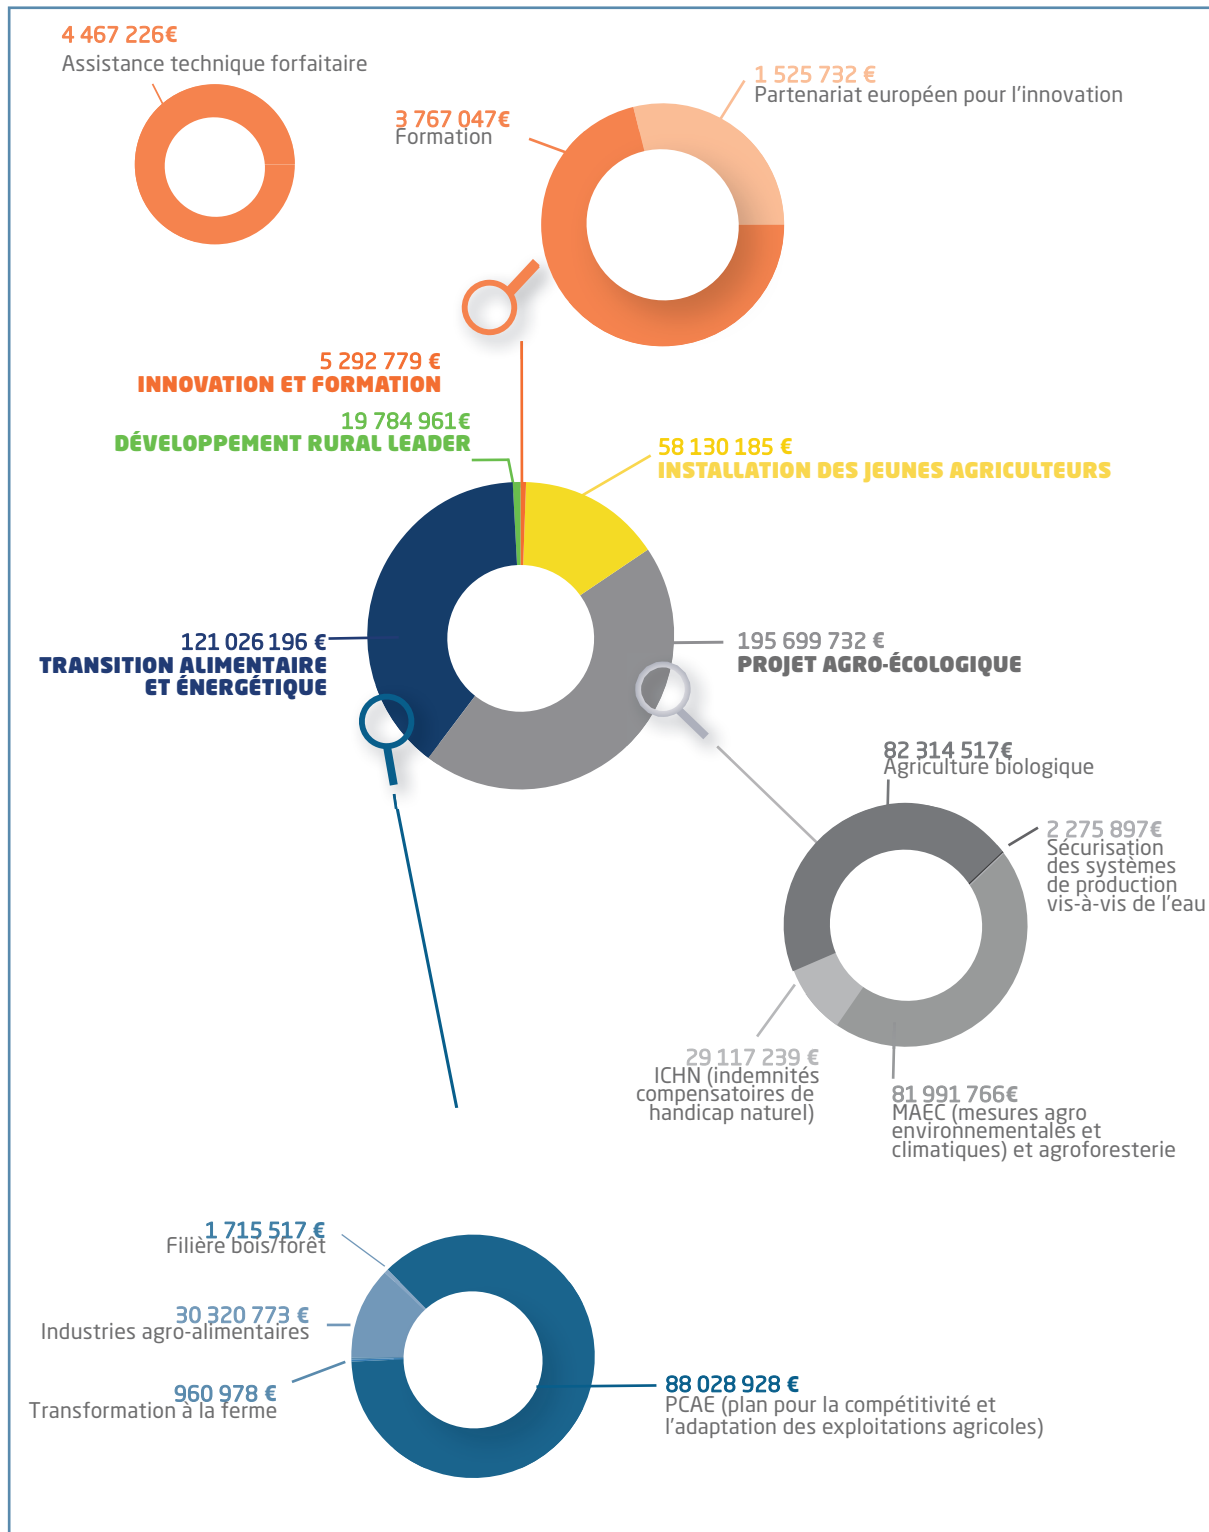 4 467 226€
Assistance technique forfaitaire
1 525 732 €
Partenariat européen pour l'innovation
3 767 047€
Formation
5 292 779 €
INNOVATION ET FORMATION
19 784 961€
DÉVELOPPEMENT RURAL LEADER
58 130 185 €
INSTALLATION DES JEUNES AGRICULTEURS
121 026 196 €
TRANSITION ALIMENTAIRE
ET ÉNERGÉTIQUE
195 699 732 €
PROJET AGRO-ÉCOLOGIQUE
82 314 517€
Agriculture biologique
2 275 897€
Sécurisation
des systèmes
de production
vis-à-vis de l'eau
29 117 239 €
ICHN (indemnités
compensatoires de
handicap naturel)
81 991 766€
MAEC (mesures agro
environnementales et
climatiques) et agroforesterie
1 715 517 €
Filière bois/forêt
30 320 773 €
Industries agro-alimentaires
960 978 €
Transformation à la ferme
88 028 928 €
PCAE (plan pour la compétitivité et
l'adaptation des exploitations agricoles)